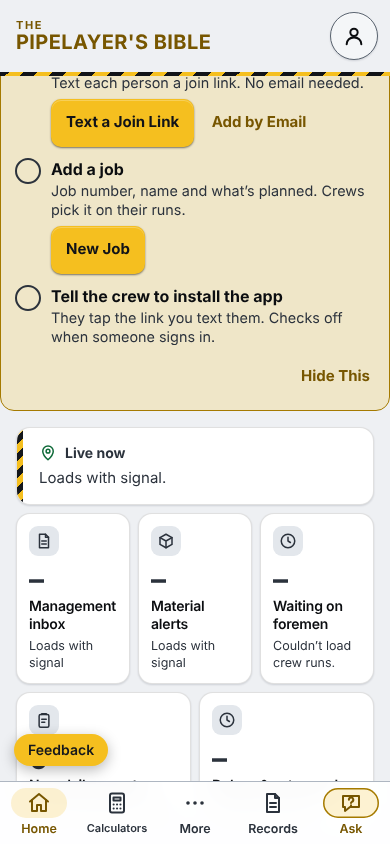 THE
PIPELAYER'S BIBLE
Text each person a join link. No email needed.
Text a Join Link
Add by Email
Add a job
Job number, name and what's planned. Crews
pick it on their runs.
New Job
Tell the crew to install the app
They tap the link you text them. Checks off
when someone signs in.
Hide This
Live now
Loads with signal.
Management
inbox
Loads with
signal
Material
alerts
Loads with
signal
Waiting on
foremen
Couldn't load
crew runs.
Feedback
Home
Calculators
More
Records
Ask